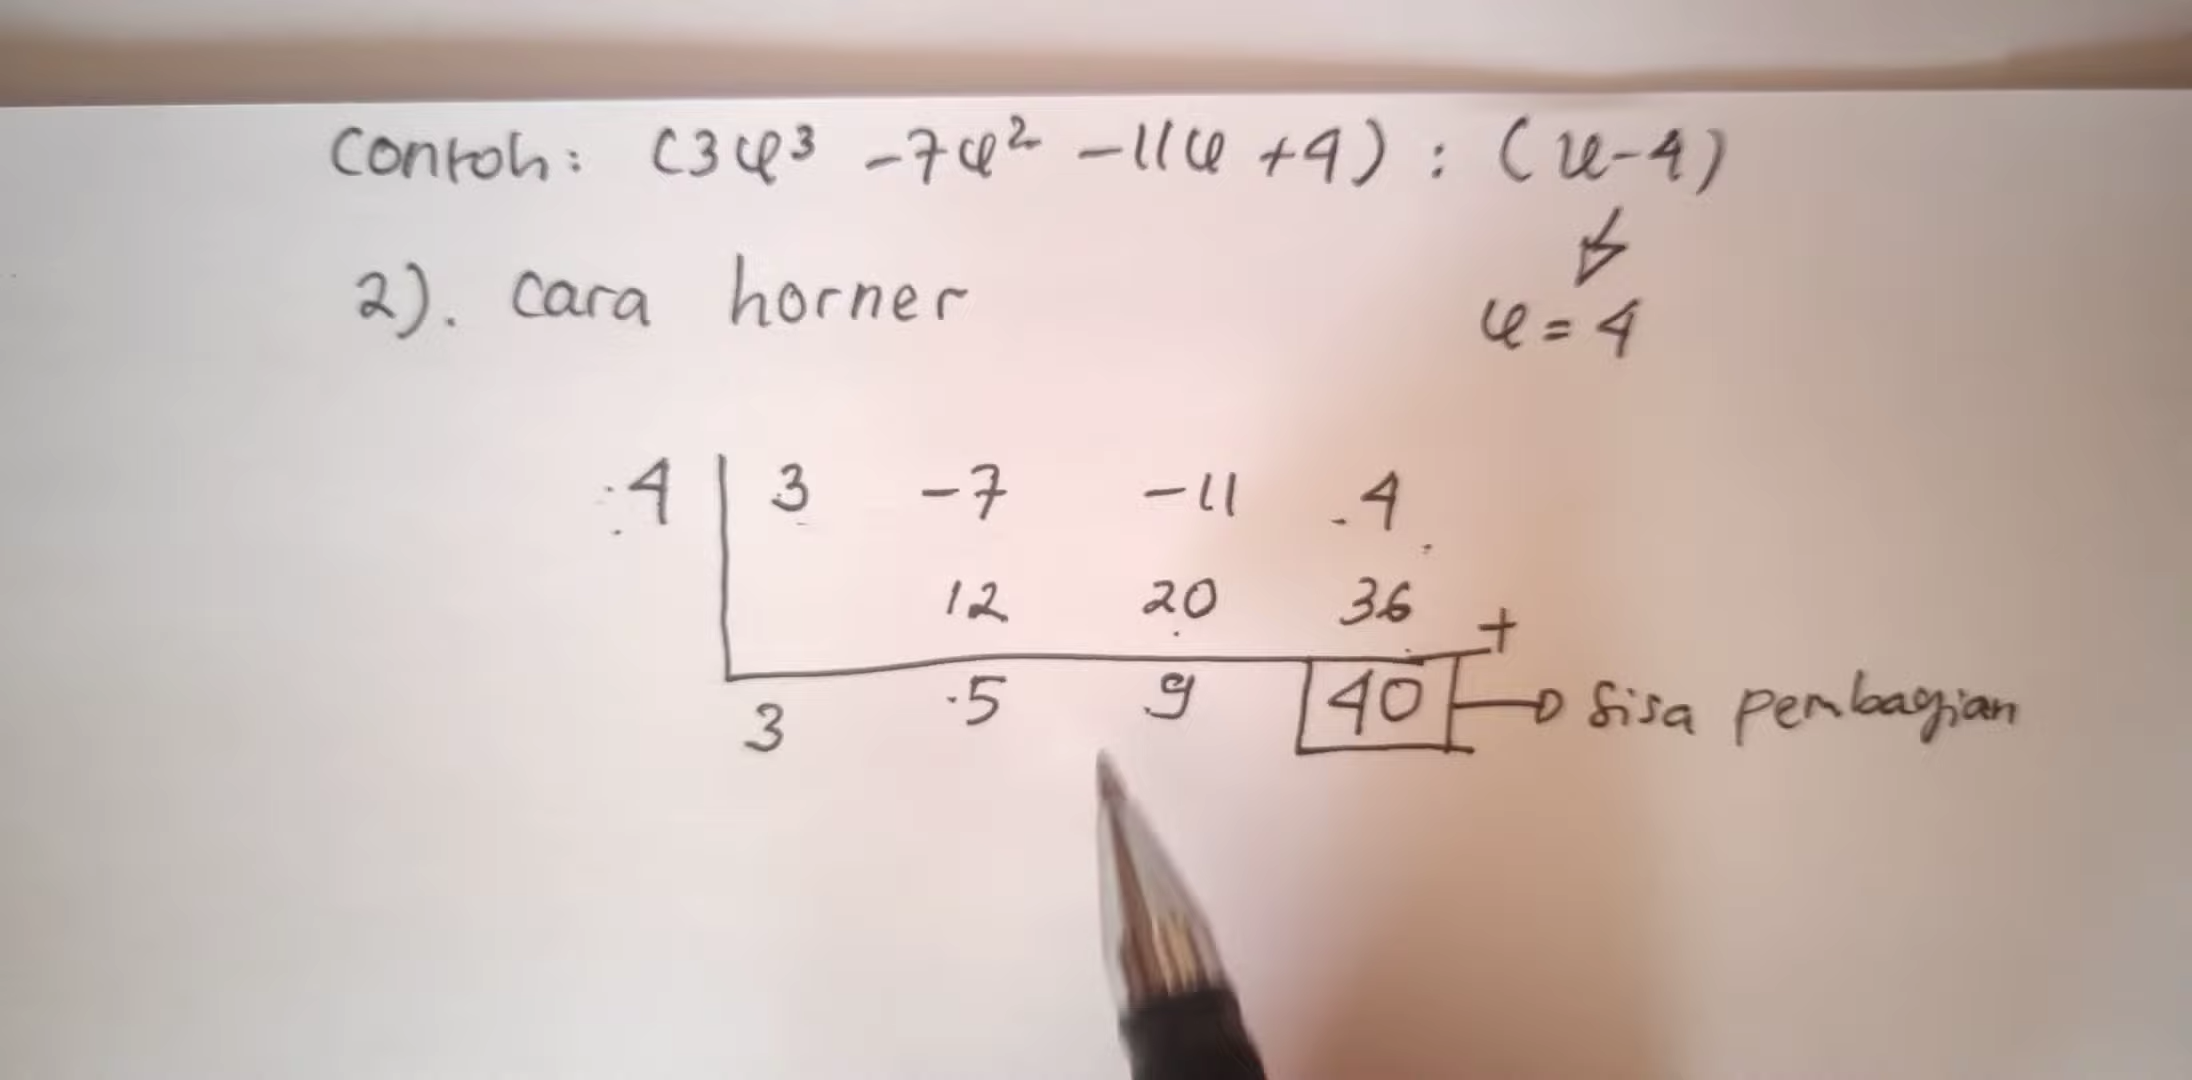 Contoh: (3x³ -7x² -11x +4) : (x-4)
2). Cara horner
x = 4
4 | 3 -7 -11 4
12 20 36 +
3 5 9 40 → Sisa pembagian